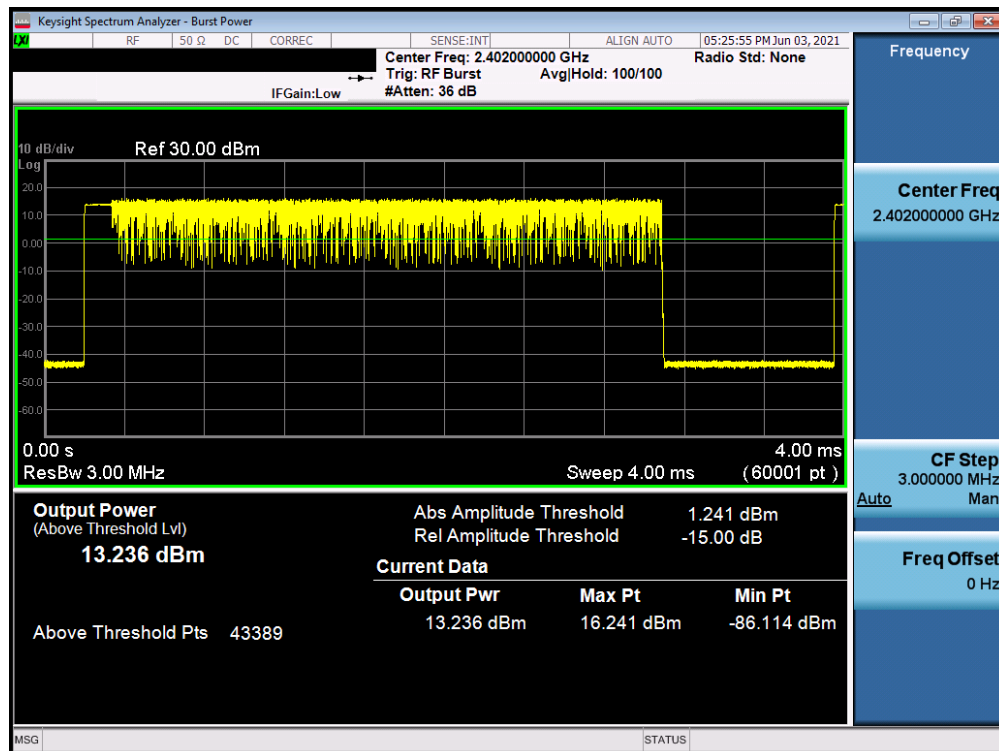 Keysight Spectrum Analyzer - Burst Power
LXI RF 50 Ω DC CORREC SENSE:INT ALIGN AUTO 05:25:55 PM Jun 03, 2021
Center Freq: 2.402000000 GHz Radio Std: None
Trig: RF Burst Avg|Hold: 100/100
IFGain:Low #Atten: 36 dB
Frequency
10 dB/div Ref 30.00 dBm
Log
20.0
10.0
0.00
-10.0
-20.0
-30.0
-40.0
-50.0
-60.0
0.00 s 4.00 ms
ResBw 3.00 MHz Sweep 4.00 ms (60001 pt )
Center Freq
2.402000000 GHz
CF Step
3.000000 MHz
Auto Man
Freq Offset
0 Hz
Output Power
(Above Threshold Lvl)
13.236 dBm
Above Threshold Pts 43389
Abs Amplitude Threshold 1.241 dBm
Rel Amplitude Threshold -15.00 dB
Current Data
Output Pwr Max Pt Min Pt
13.236 dBm 16.241 dBm -86.114 dBm
MSG STATUS